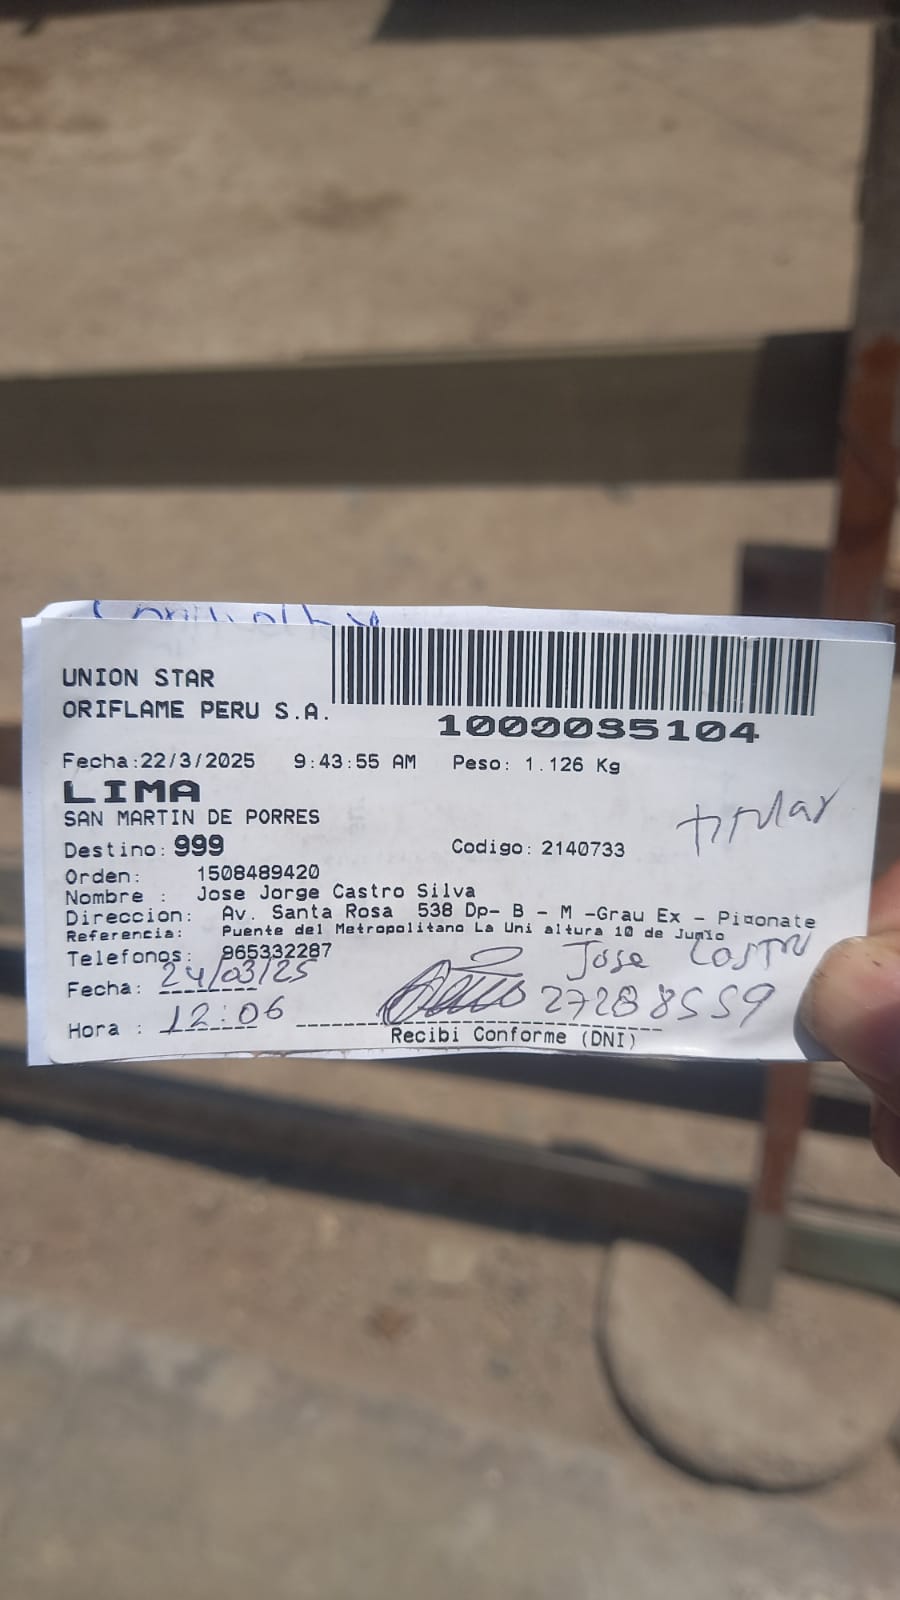 UNION STAR
ORIFLAME PERU S.A.
1000035104
Fecha:22/3/2025 9:43:55 AM Peso: 1.126 Kg
LIMA
SAN MARTIN DE PORRES
titular
Destino: 999 Codigo: 2140733
Orden: 1508489420
Nombre : Jose Jorge Castro Silva
Direccion: Av. Santa Rosa 538 Dp- B - M -Grau Ex - Piñonate
Referencia: Puente del Metropolitano La Uni altura 10 de Junio
Telefonos: 965332287
Jose Castro
Fecha: 24/03/25
27288559
Hora : 12:06
Recibi Conforme (DNI)